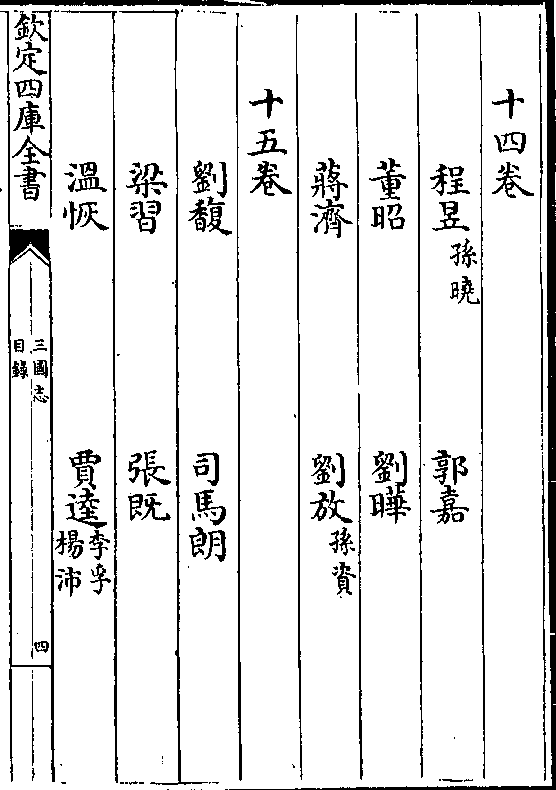 十四卷
程昱孫曉　郭嘉
董昭　劉曄
蔣濟　劉放孫資
十五卷
劉馥　司馬朗
梁習　張既
溫恢　賈逵李孚楊沛
欽定四庫全書
三國志
目錄
四